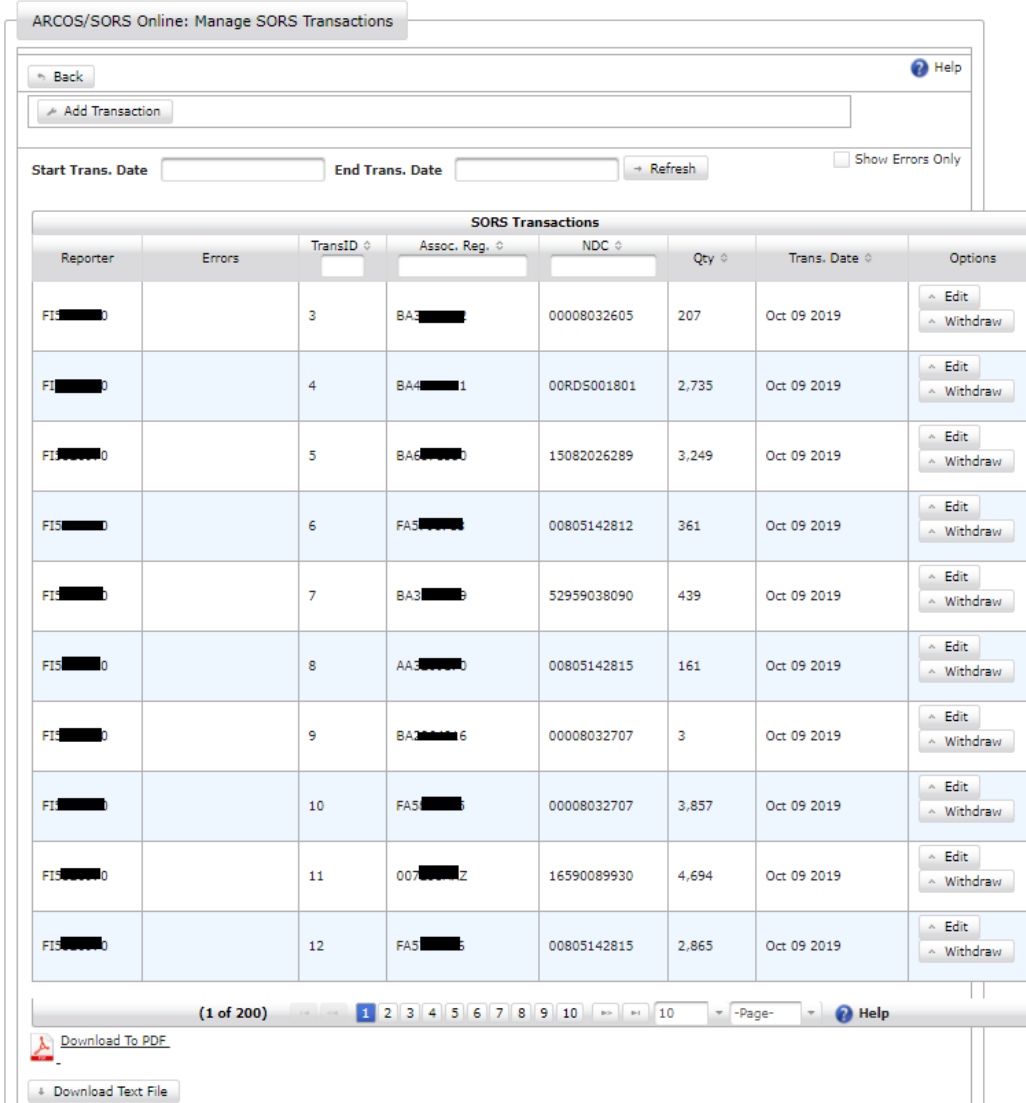 ARCOS/SORS Online: Manage SORS Transactions
Back
Help
Add Transaction
Start Trans. Date End Trans. Date Refresh Show Errors Only
SORS Transactions
Reporter Errors TransID Assoc. Reg. NDC Qty Trans. Date Options
3 00008032605 207 Oct 09 2019 Edit
Withdraw
4 00RDS001801 2,735 Oct 09 2019 Edit
Withdraw
5 15082026289 3,249 Oct 09 2019 Edit
Withdraw
6 00805142812 361 Oct 09 2019 Edit
Withdraw
7 52959038090 439 Oct 09 2019 Edit
Withdraw
8 00805142815 161 Oct 09 2019 Edit
Withdraw
9 00008032707 3 Oct 09 2019 Edit
Withdraw
10 00008032707 3,857 Oct 09 2019 Edit
Withdraw
11 16590089930 4,694 Oct 09 2019 Edit
Withdraw
12 00805142815 2,865 Oct 09 2019 Edit
Withdraw
(1 of 200) 1 2 3 4 5 6 7 8 9 10 10 -Page- Help
Download To PDF
Download Text File